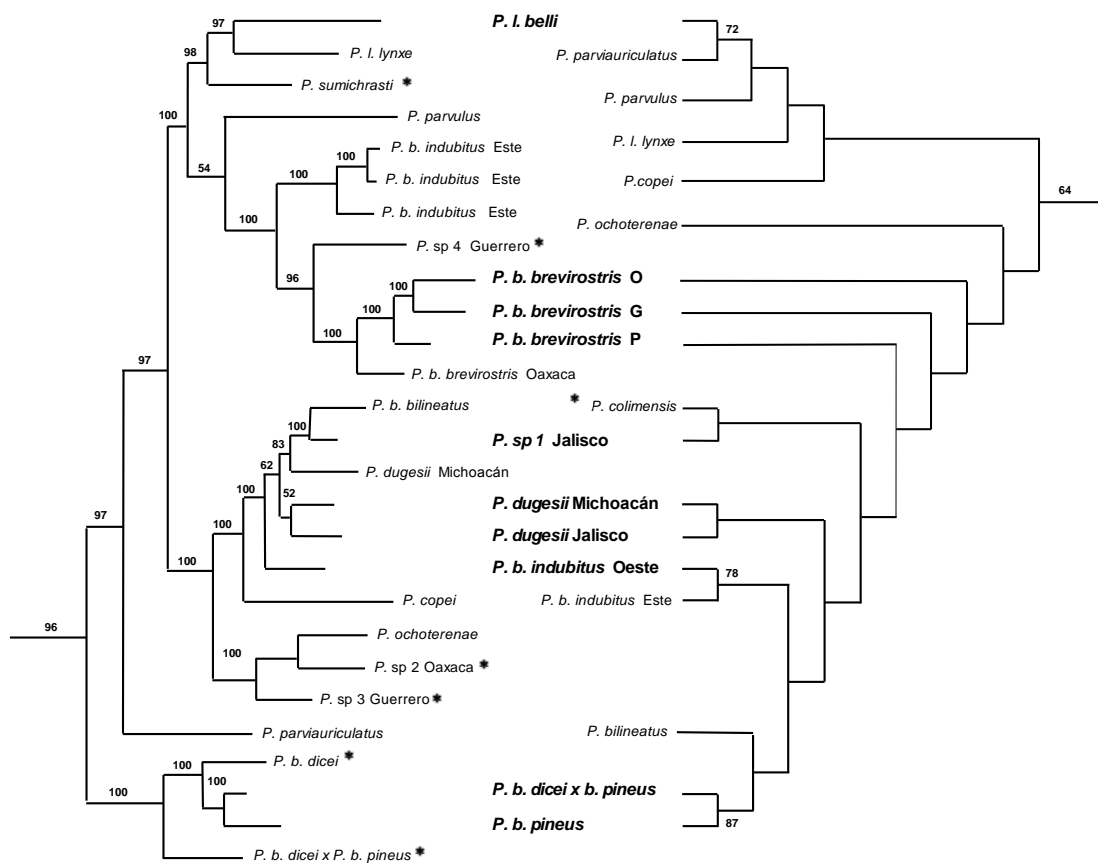 97 P. l. belli 72
98 P. l. lynxe P. parviauriculatus
P. sumichrasti * P. parvulus
100 P. parvulus
54 100 P. b. indubitus Este P. l. lynxe
100 P. b. indubitus Este P.copei 64
100 P. b. indubitus Este P. ochoterenae
P. sp 4 Guerrero *
96 100 P. b. brevirostris O
100 P. b. brevirostris G
100 P. b. brevirostris P
97 P. b. brevirostris Oaxaca
P. b. bilineatus * P. colimensis
100 P. sp 1 Jalisco
83 P. dugesii Michoacán
62
52 P. dugesii Michoacán
100
97 100 P. dugesii Jalisco
100 P. b. indubitus Oeste 78
P. copei P. b. indubitus Este
96 P. ochoterenae
100 P. sp 2 Oaxaca *
P. sp 3 Guerrero *
P. parviauriculatus P. bilineatus
P. b. dicei *
100
100 100 P. b. dicei x b. pineus
P. b. pineus 87
P. b. dicei x P. b. pineus *